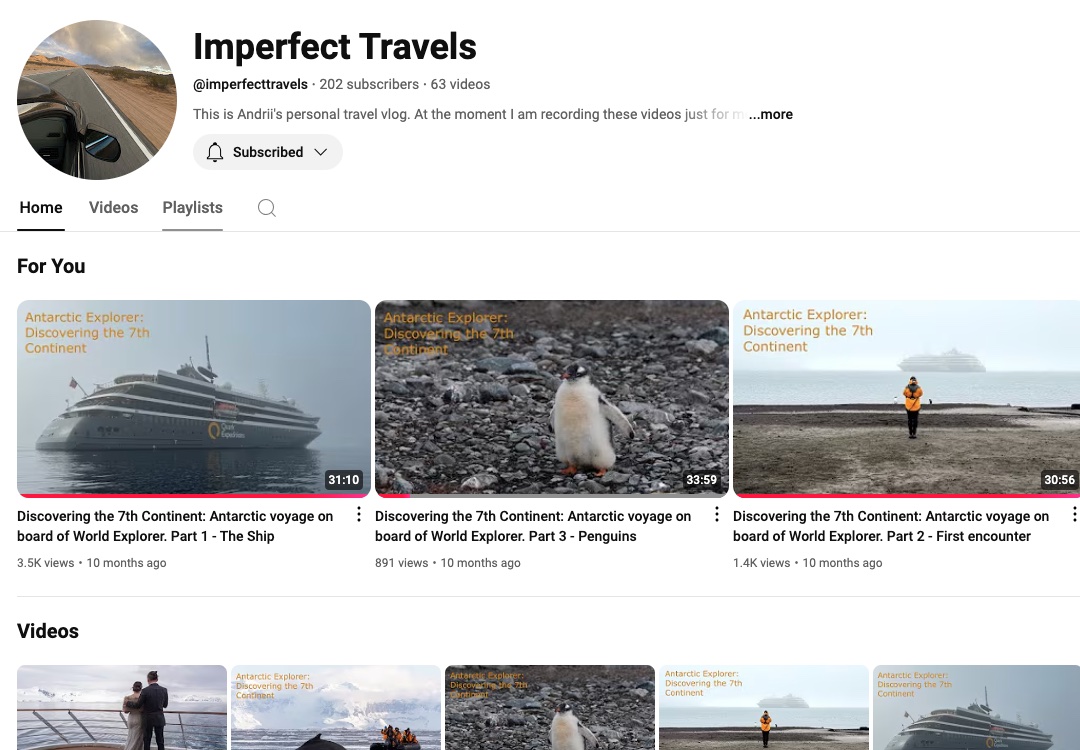 Imperfect Travels
@imperfecttravels · 202 subscribers · 63 videos
This is Andrii's personal travel vlog. At the moment I am recording these videos just for m ...more
Subscribed
Home Videos Playlists
For You
Antarctic Explorer:
Discovering the 7th
Continent
Quark
Expeditions
31:10
Antarctic Explorer:
Discovering the 7th
Continent
33:59
Antarctic Explorer:
Discovering the 7th
Continent
30:56
Discovering the 7th Continent: Antarctic voyage on
board of World Explorer. Part 1 - The Ship
3.5K views • 10 months ago
Discovering the 7th Continent: Antarctic voyage on
board of World Explorer. Part 3 - Penguins
891 views • 10 months ago
Discovering the 7th Continent: Antarctic voyage on
board of World Explorer. Part 2 - First encounter
1.4K views • 10 months ago
Videos
Antarctic Explorer:
Discovering the 7th
Continent
Antarctic Explorer:
Discovering the 7th
Continent
Antarctic Explorer:
Discovering the 7th
Continent
Antarctic Explorer:
Discovering the 7th
Continent